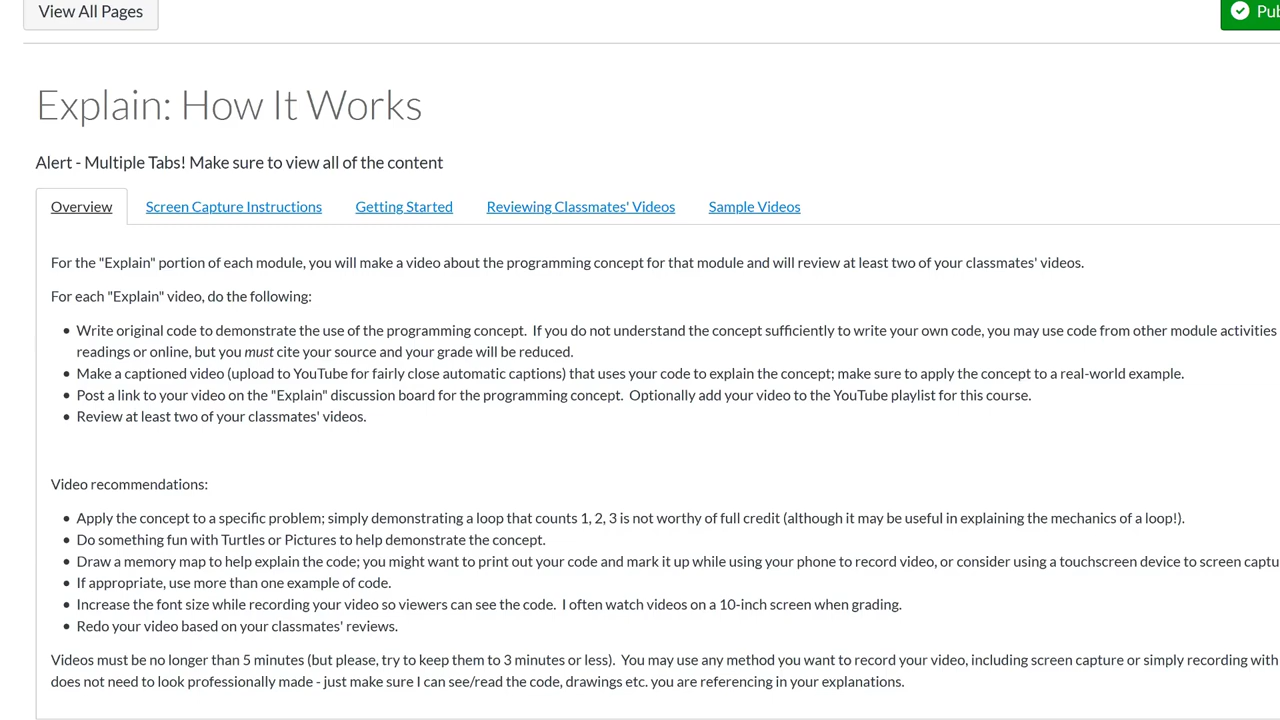 View All Pages
Pub
Explain: How It Works
Alert - Multiple Tabs! Make sure to view all of the content
Overview Screen Capture Instructions Getting Started Reviewing Classmates' Videos Sample Videos
For the "Explain" portion of each module, you will make a video about the programming concept for that module and will review at least two of your classmates' videos.
For each "Explain" video, do the following:
• Write original code to demonstrate the use of the programming concept.  If you do not understand the concept sufficiently to write your own code, you may use code from other module activities
readings or online, but you must cite your source and your grade will be reduced.
• Make a captioned video (upload to YouTube for fairly close automatic captions) that uses your code to explain the concept; make sure to apply the concept to a real-world example.
• Post a link to your video on the "Explain" discussion board for the programming concept.  Optionally add your video to the YouTube playlist for this course.
• Review at least two of your classmates' videos.
Video recommendations:
• Apply the concept to a specific problem; simply demonstrating a loop that counts 1, 2, 3 is not worthy of full credit (although it may be useful in explaining the mechanics of a loop!).
• Do something fun with Turtles or Pictures to help demonstrate the concept.
• Draw a memory map to help explain the code; you might want to print out your code and mark it up while using your phone to record video, or consider using a touchscreen device to screen captu
• If appropriate, use more than one example of code.
• Increase the font size while recording your video so viewers can see the code.  I often watch videos on a 10-inch screen when grading.
• Redo your video based on your classmates' reviews.
Videos must be no longer than 5 minutes (but please, try to keep them to 3 minutes or less).  You may use any method you want to record your video, including screen capture or simply recording with
does not need to look professionally made - just make sure I can see/read the code, drawings etc. you are referencing in your explanations.